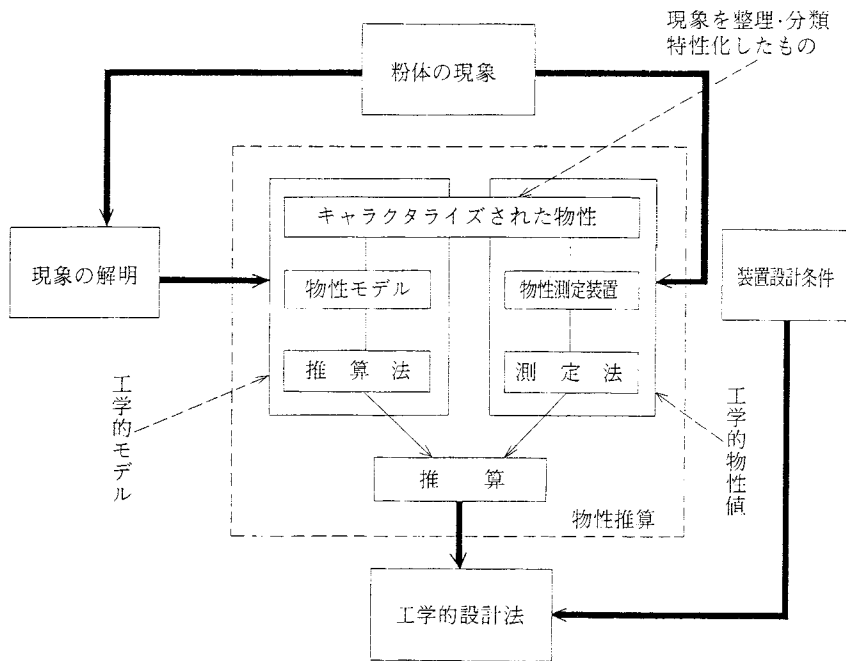 現象を整理・分類
特性化したもの
粉体の現象
キャラクタライズされた物性
現象の解明
物性モデル
物性測定装置
装置設計条件
推算法
測定法
工学的モデル
工学的物性値
推算
物性推算
工学的設計法